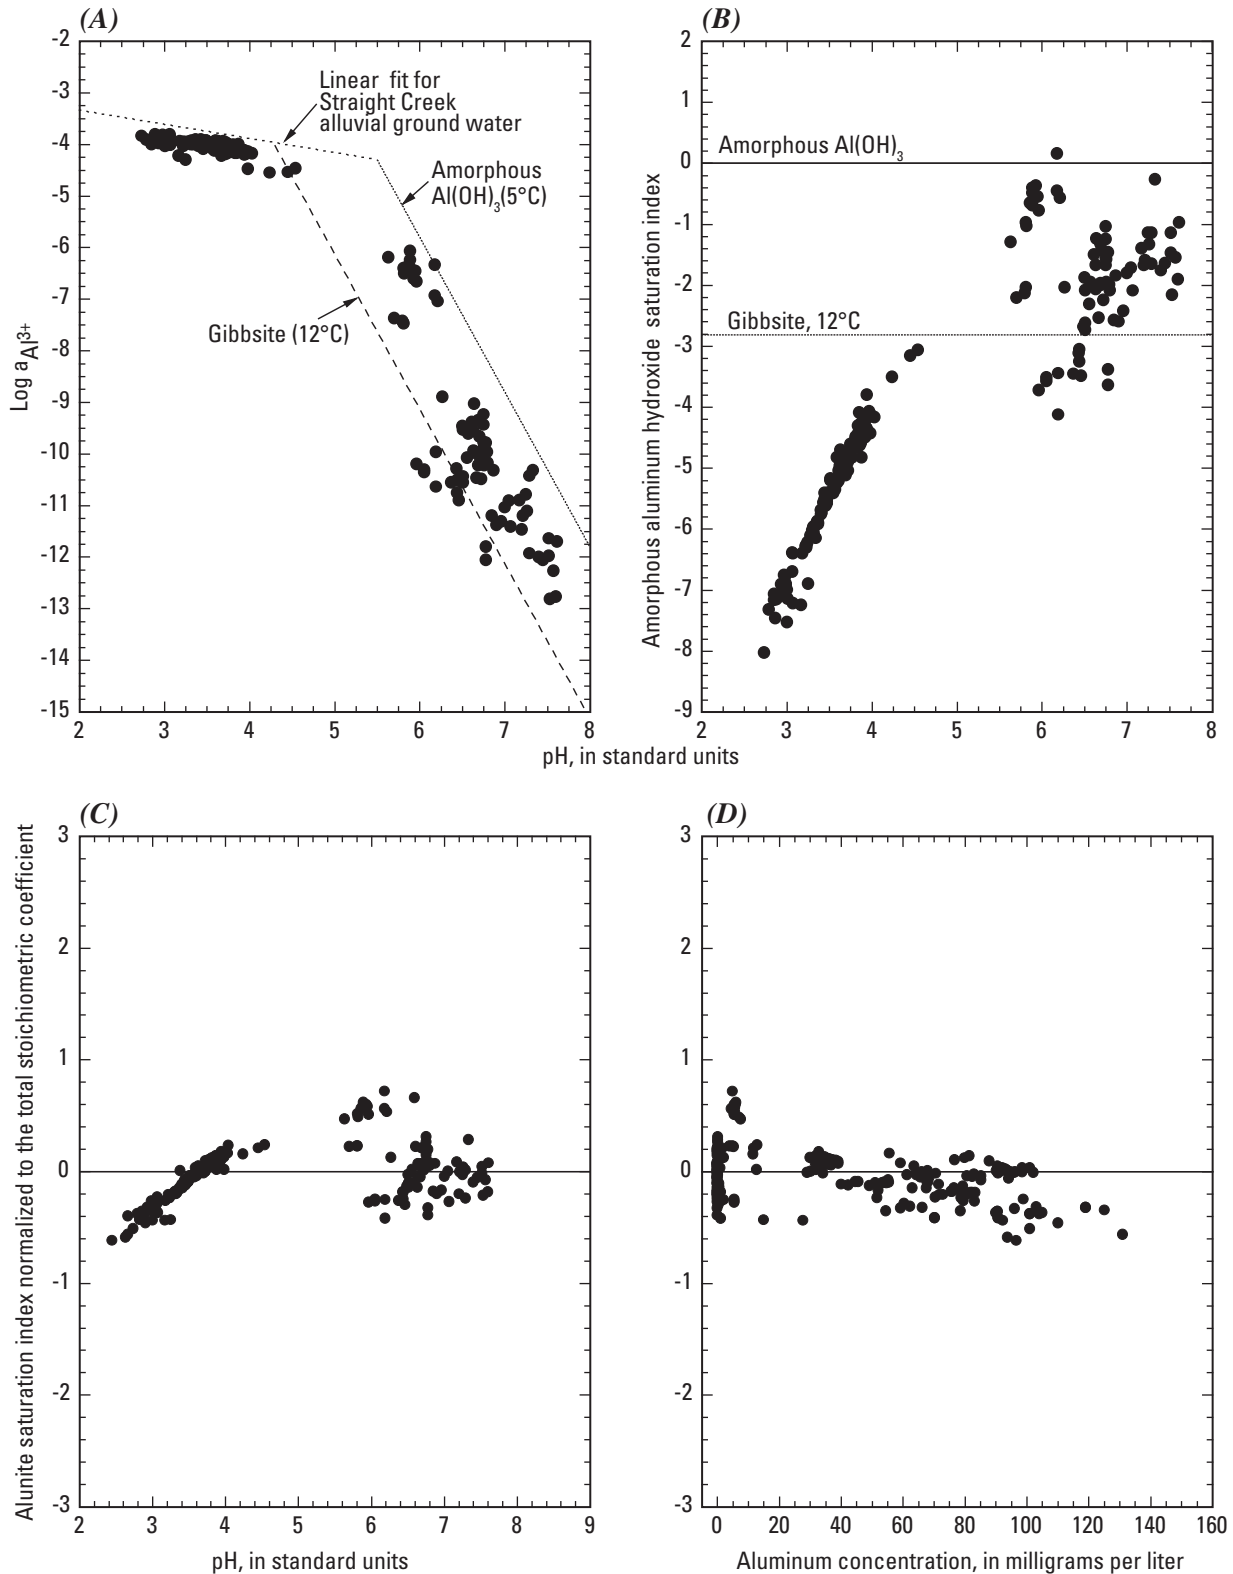 (A)
-2
-3
-4
-5
-6
-7
-8
-9
-10
-11
-12
-13
-14
-15
Log aAl3+
Linear fit for
Straight Creek
alluvial ground water
Amorphous
Al(OH)3(5°C)
Gibbsite (12°C)
2 3 4 5 6 7 8
(B)
2
1
0
-1
-2
-3
-4
-5
-6
-7
-8
-9
Amorphous aluminum hydroxide saturation index
Amorphous Al(OH)3
Gibbsite, 12°C
2 3 4 5 6 7 8
pH, in standard units
(C)
3
2
1
0
-1
-2
-3
Alunite saturation index normalized to the total stoichiometric coefficient
2 3 4 5 6 7 8 9
pH, in standard units
(D)
3
2
1
0
-1
-2
-3
0 20 40 60 80 100 120 140 160
Aluminum concentration, in milligrams per liter